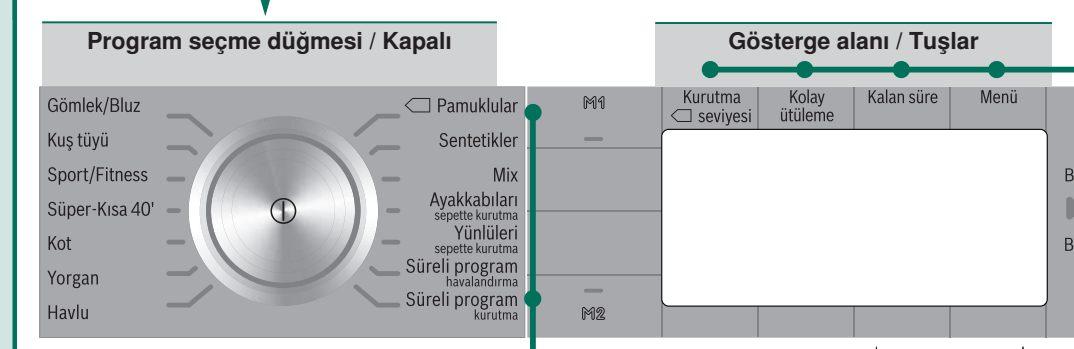 Program seçme düğmesi / Kapalı
Gösterge alanı / Tuşlar
Gömlek/Bluz
Kuş tüyü
Sport/Fitness
Süper-Kısa 40'
Kot
Yorgan
Havlu
Pamuklular
Sentetikler
Mix
Ayakkabıları
sepette kurutma
Yünlüleri
sepette kurutma
Süreli program
havalandırma
Süreli program
kurutma
M1
M2
Kurutma
seviyesi
Kolay
ütüleme
Kalan süre
Menü
B
B